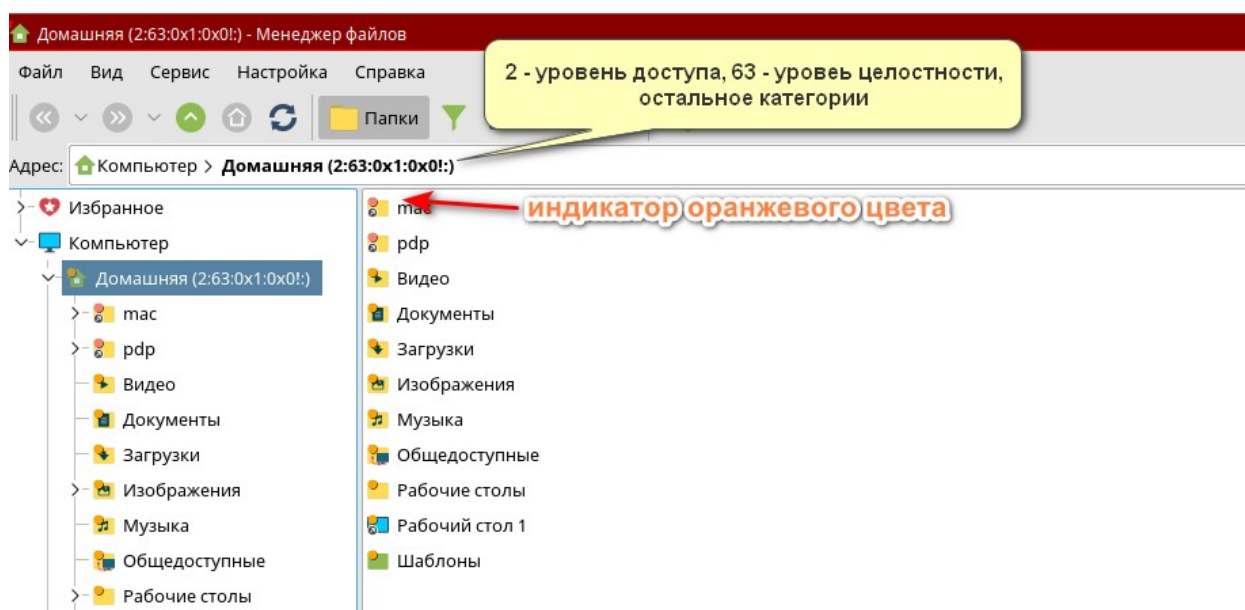 Домашняя (2:63:0x1:0x0!:) - Менеджер файлов
Файл Вид Сервис Настройка Справка
2 - уровень доступа, 63 - уровеь целостности,
остальное категории
Папки
Адрес: Компьютер > Домашняя (2:63:0x1:0x0!:)
Избранное
Компьютер
Домашняя (2:63:0x1:0x0!:)
mac
pdp
Видео
Документы
Загрузки
Изображения
Музыка
Общедоступные
Рабочие столы
mac
индикатор оранжевого цвета
pdp
Видео
Документы
Загрузки
Изображения
Музыка
Общедоступные
Рабочие столы
Рабочий стол 1
Шаблоны